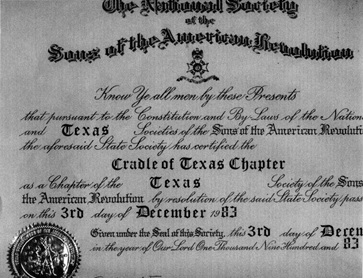 The National Society
of the
Sons of the American Revolution
Know Ye all men by these Presents
that pursuant to the Constitution and By-Laws of the Nation
and Texas Societies of the Sons of the American Revolution
the aforesaid State Society has certified the
Cradle of Texas Chapter
as a Chapter of the Texas Society of the Sons
the American Revolution by resolution of the said State Society pass
on this 3rd day of December 1983
Given under the Seal of this Society, this 3rd day of Decem
in the year of Our Lord One Thousand Nine Hundred and 83